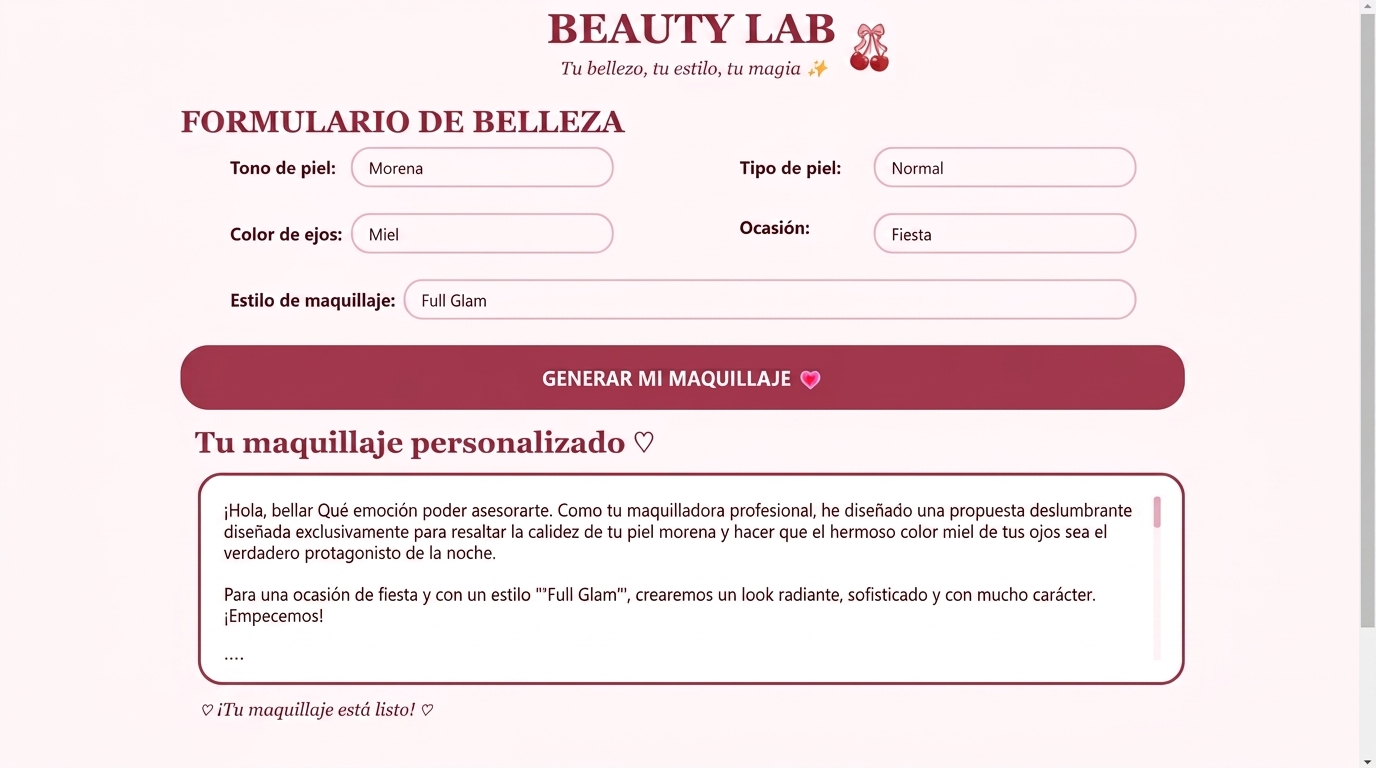 BEAUTY LAB
Tu bellezo, tu estilo, tu magia ✨
FORMULARIO DE BELLEZA
Tono de piel: Morena
Tipo de piel: Normal
Color de ejos: Miel
Ocasión: Fiesta
Estilo de maquillaje: Full Glam
GENERAR MI MAQUILLAJE 💗
Tu maquillaje personalizado ♡
¡Hola, bellar Qué emoción poder asesorarte. Como tu maquilladora profesional, he diseñado una propuesta deslumbrante
diseñada exclusivamente para resaltar la calidez de tu piel morena y hacer que el hermoso color miel de tus ojos sea el
verdadero protagonisto de la noche.
Para una ocasión de fiesta y con un estilo "''Full Glam"', crearemos un look radiante, sofisticado y con mucho carácter.
¡Empecemos!
....
♡ ¡Tu maquillaje está listo! ♡